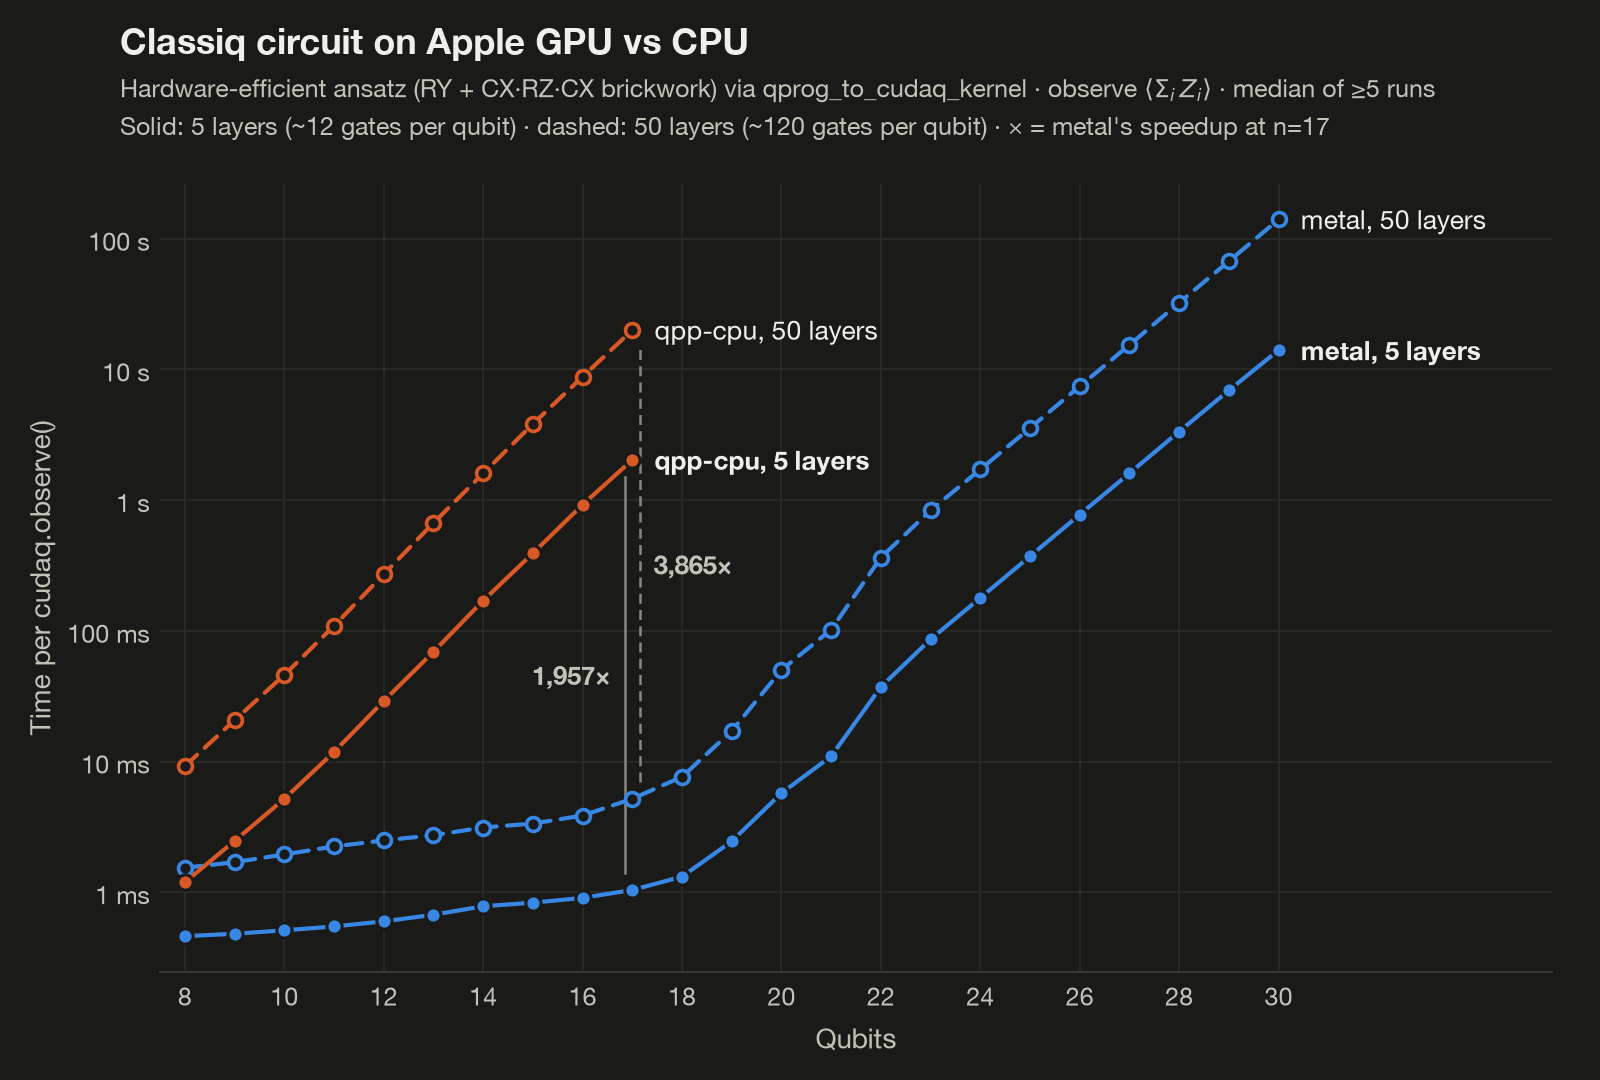 Classiq circuit on Apple GPU vs CPU
Hardware-efficient ansatz (RY + CX·RZ·CX brickwork) via qprog_to_cudaq_kernel · observe ⟨Σᵢ Zᵢ⟩ · median of ≥5 runs
Solid: 5 layers (~12 gates per qubit) · dashed: 50 layers (~120 gates per qubit) · × = metal's speedup at n=17
Time per cudaq.observe()
100 s
10 s
1 s
100 ms
10 ms
1 ms
metal, 50 layers
qpp-cpu, 50 layers
metal, 5 layers
qpp-cpu, 5 layers
3,865×
1,957×
8 10 12 14 16 18 20 22 24 26 28 30
Qubits